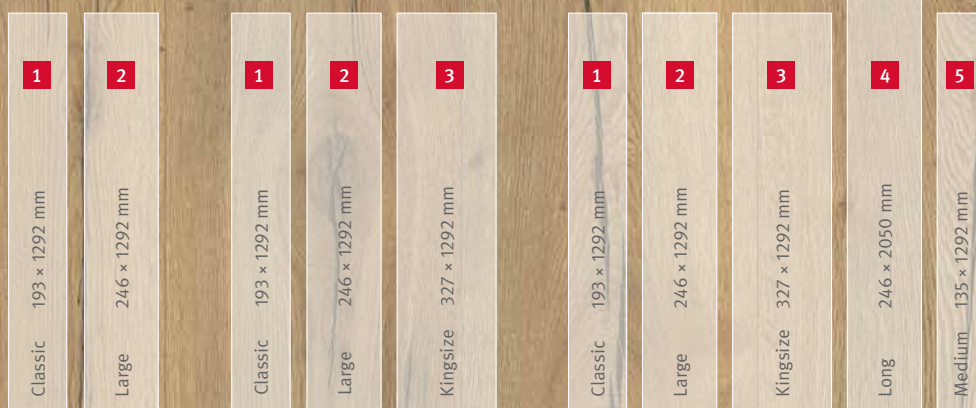 1
Classic 193 × 1292 mm
2
Large 246 × 1292 mm
1
Classic 193 × 1292 mm
2
Large 246 × 1292 mm
3
Kingsize 327 × 1292 mm
1
Classic 193 × 1292 mm
2
Large 246 × 1292 mm
3
Kingsize 327 × 1292 mm
4
Long 246 × 2050 mm
5
Medium 135 × 1292 mm